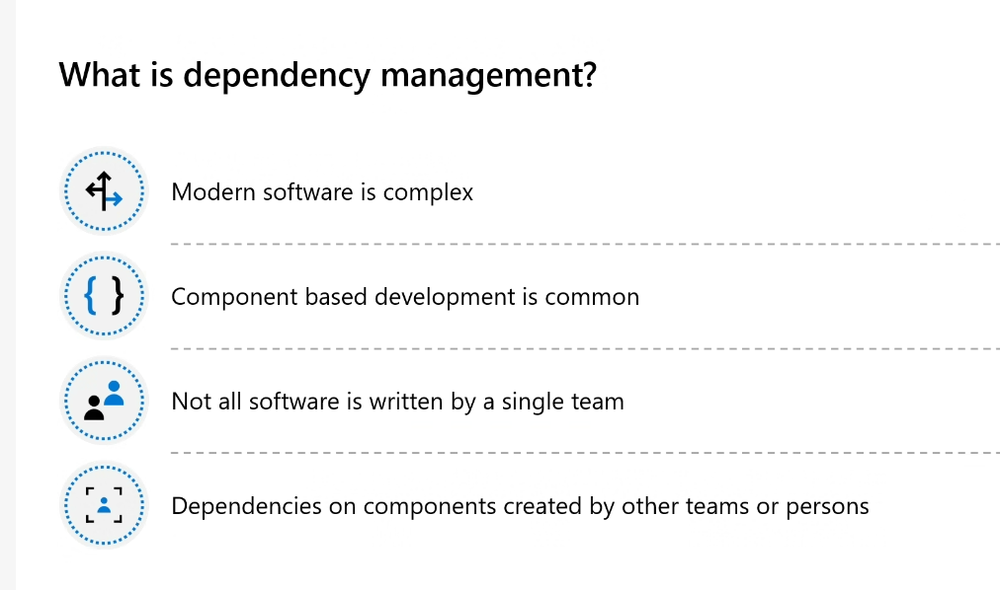 What is dependency management?
Modern software is complex
Component based development is common
Not all software is written by a single team
Dependencies on components created by other teams or persons